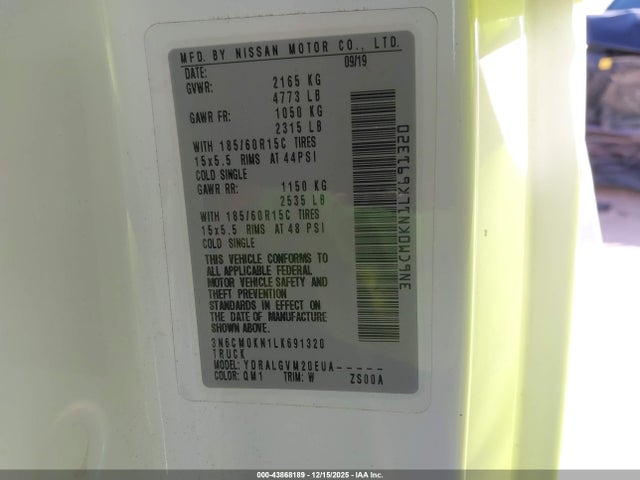 MFD. BY NISSAN MOTOR CO., LTD.
DATE: 09/19
GVWR: 2165 KG
4773 LB
GAWR FR: 1050 KG
2315 LB
WITH 185/60R15C TIRES
15x5.5 RIMS AT 44PSI
COLD SINGLE
GAWR RR: 1150 KG
2535 LB
WITH 185/60R15C TIRES
15x5.5 RIMS AT 48 PSI
COLD SINGLE
THIS VEHICLE CONFORMS TO
ALL APPLICABLE FEDERAL
MOTOR VEHICLE SAFETY AND
THEFT PREVENTION
STANDARDS IN EFFECT ON
THE DATE OF MANUFACTURE
SHOWN ABOVE.
3N6CM0KN1LK691320
TRUCK
MODEL: YDRALGVM20EUA-----
COLOR: QM1 TRIM: W ZS00A
3N6CM0KN1LK691320
000-43868189 - 12/15/2025 - IAAI.COM